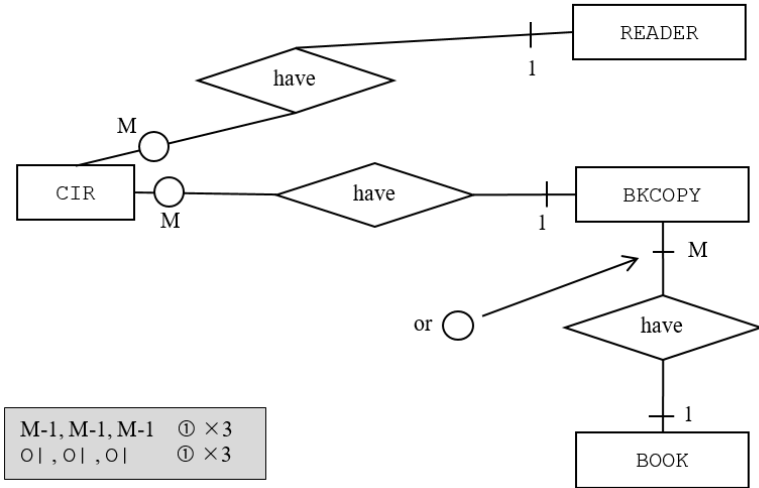 READER
1
have
M
CIR
M
have
1
BKCOPY
M
or
have
1
BOOK
M-1, M-1, M-1 ① ×3
O| , O| , O| ① ×3